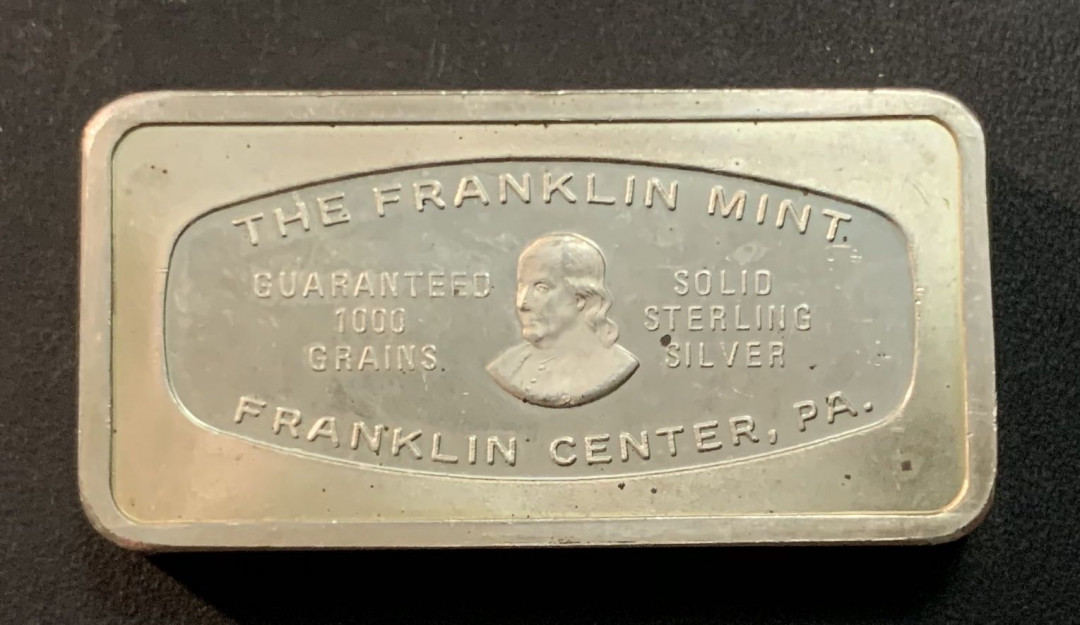 THE FRANKLIN MINT
GUARANTEED
1000
GRAINS
SOLID
STERLING
SILVER
FRANKLIN CENTER, PA.